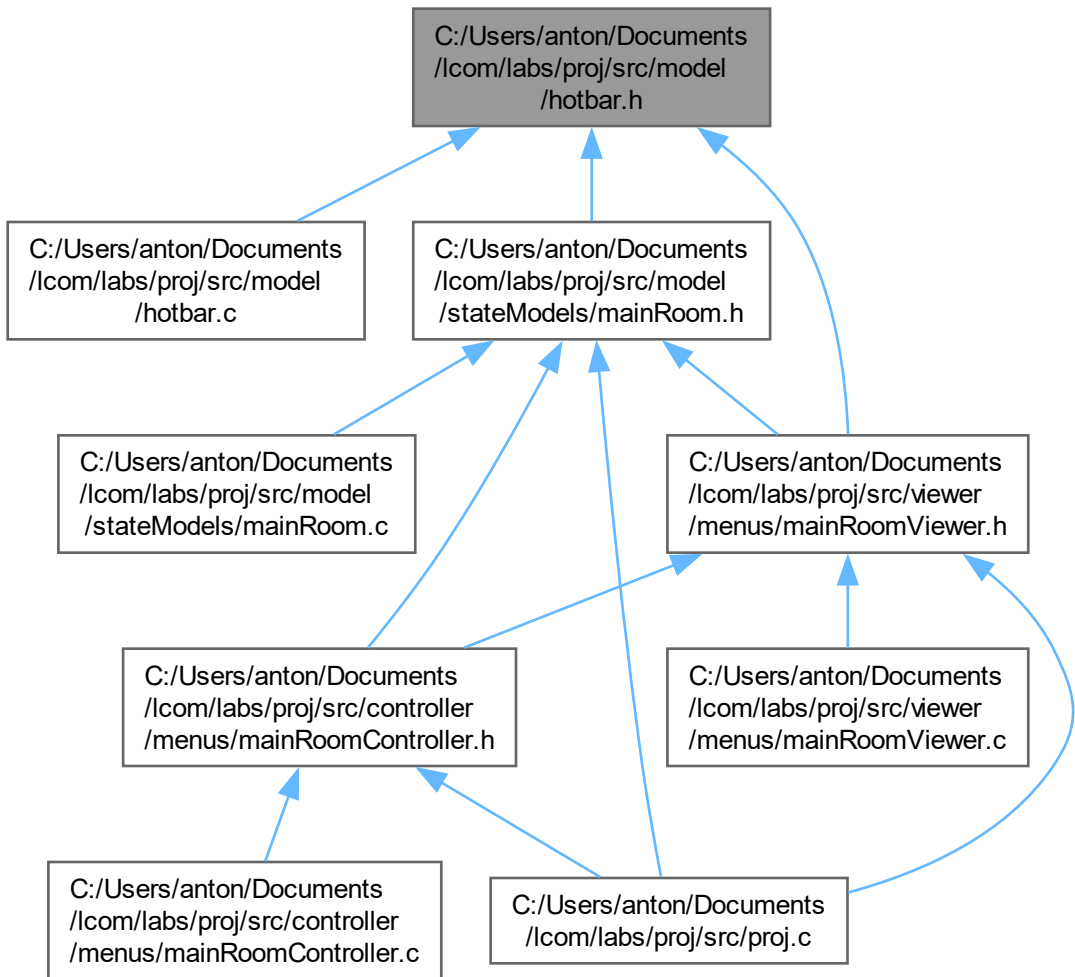 C:/Users/anton/Documents
/lcom/labs/proj/src/model
/hotbar.h
C:/Users/anton/Documents
/lcom/labs/proj/src/model
/hotbar.c
C:/Users/anton/Documents
/lcom/labs/proj/src/model
/stateModels/mainRoom.h
C:/Users/anton/Documents
/lcom/labs/proj/src/model
/stateModels/mainRoom.c
C:/Users/anton/Documents
/lcom/labs/proj/src/viewer
/menus/mainRoomViewer.h
C:/Users/anton/Documents
/lcom/labs/proj/src/controller
/menus/mainRoomController.h
C:/Users/anton/Documents
/lcom/labs/proj/src/viewer
/menus/mainRoomViewer.c
C:/Users/anton/Documents
/lcom/labs/proj/src/controller
/menus/mainRoomController.c
C:/Users/anton/Documents
/lcom/labs/proj/src/proj.c